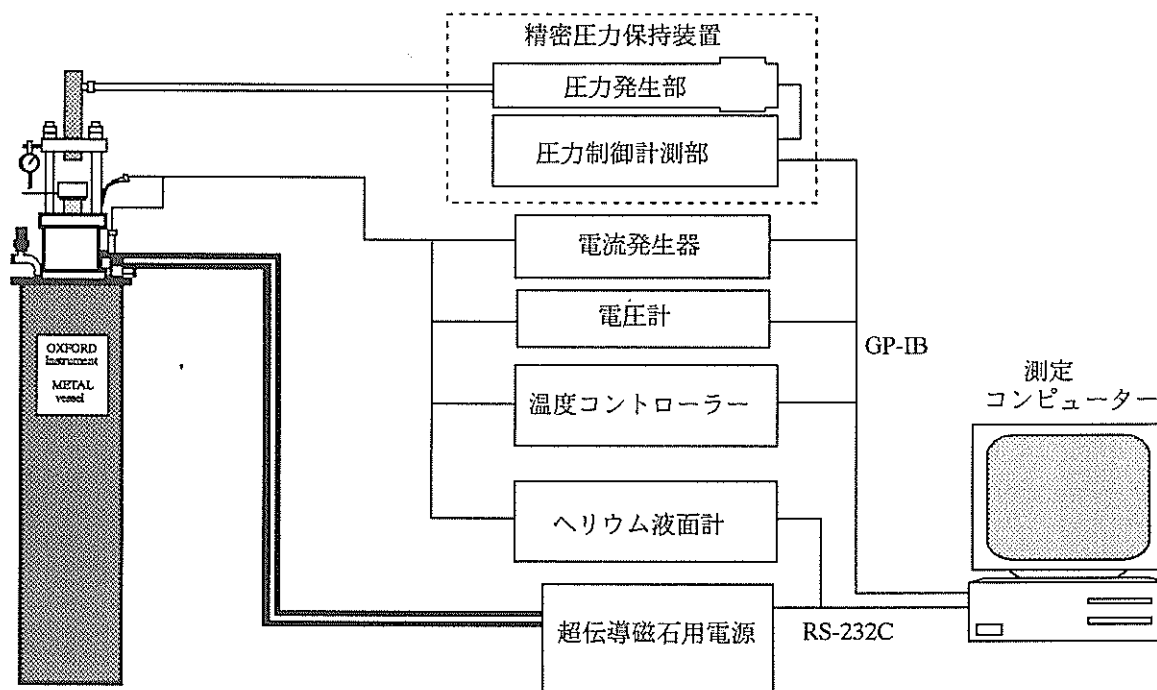 精密圧力保持装置
圧力発生部
圧力制御計測部
電流発生器
電圧計
GP-IB
温度コントローラー
測定
コンピューター
OXFORD
Instrument
METAL
vessel
ヘリウム液面計
超伝導磁石用電源
RS-232C